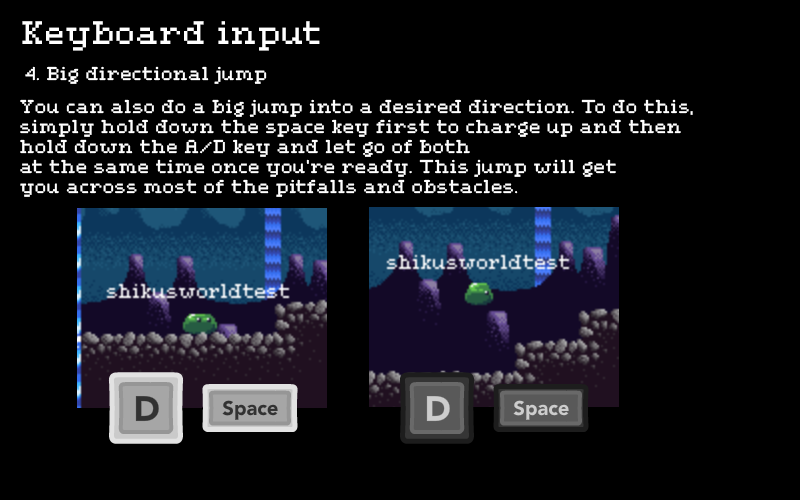 Keyboard input
4. Big directional jump
You can also do a big jump into a desired direction. To do this,
simply hold down the space key first to charge up and then
hold down the A/D key and let go of both
at the same time once you're ready. This jump will get
you across most of the pitfalls and obstacles.
shikusworldtest
shikusworldtest
D
Space
D
Space